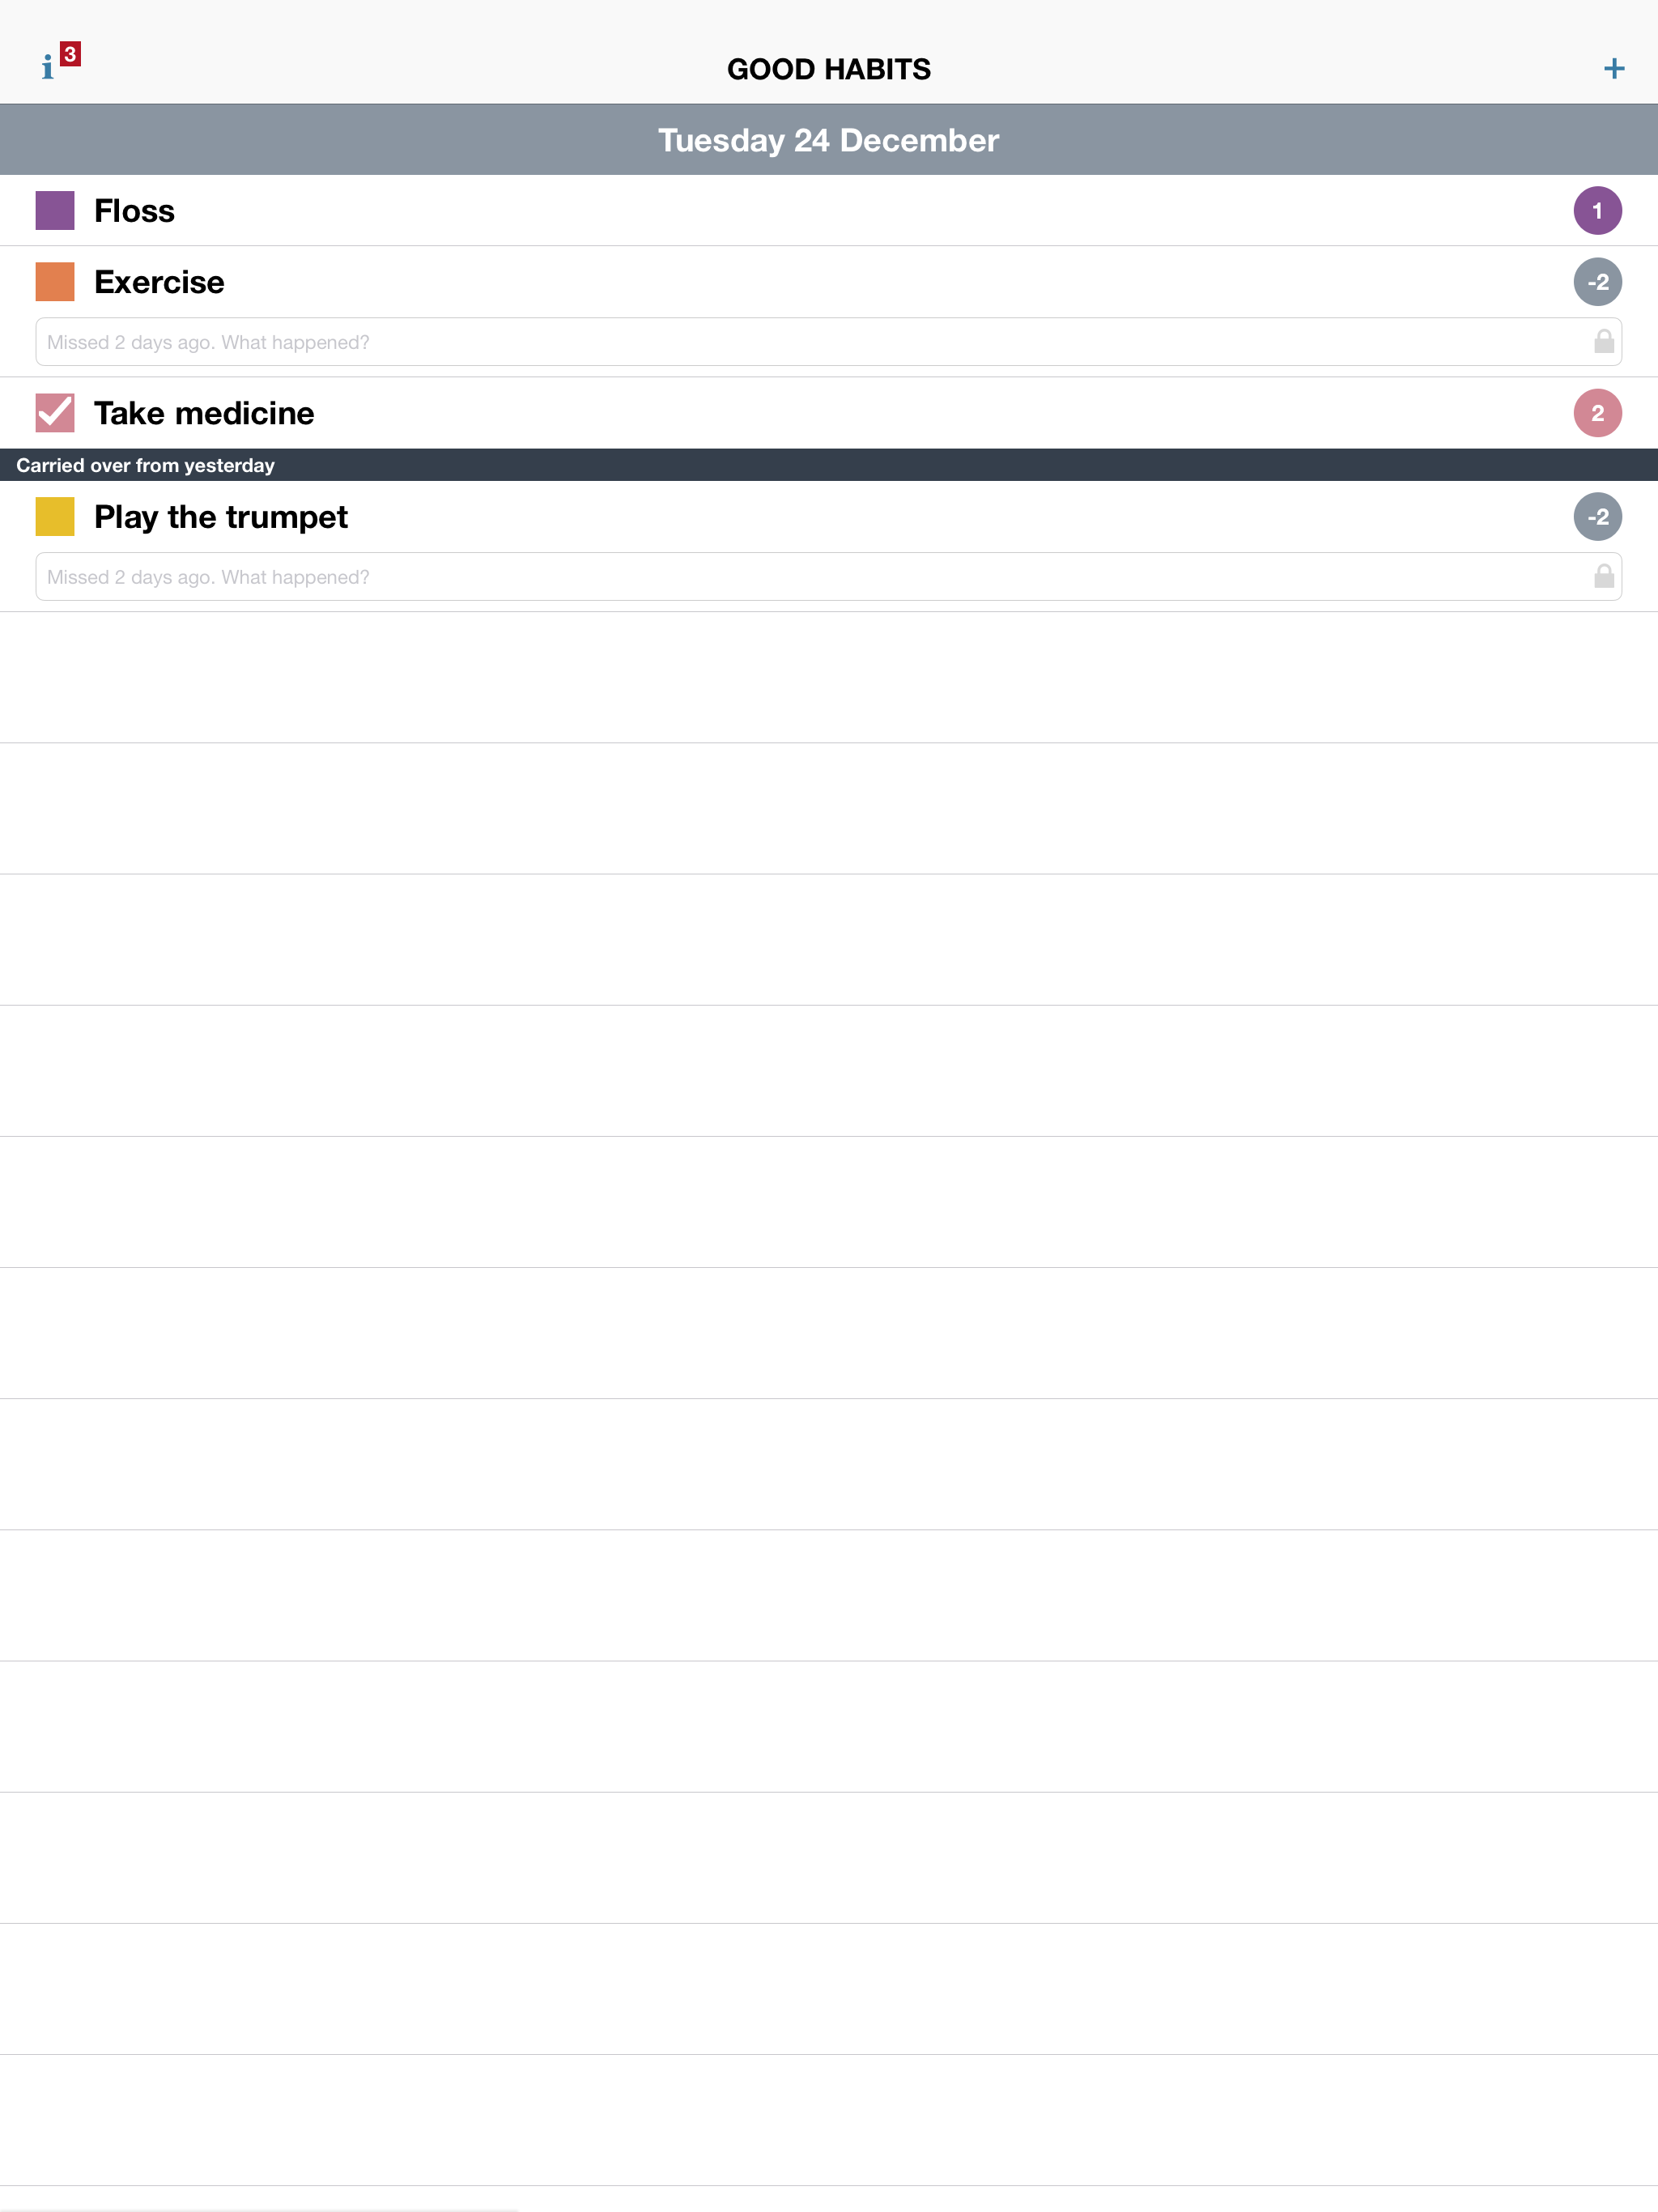 i 3
GOOD HABITS
+
Tuesday 24 December
Floss 1
Exercise -2
Missed 2 days ago. What happened?
Take medicine 2
Carried over from yesterday
Play the trumpet -2
Missed 2 days ago. What happened?